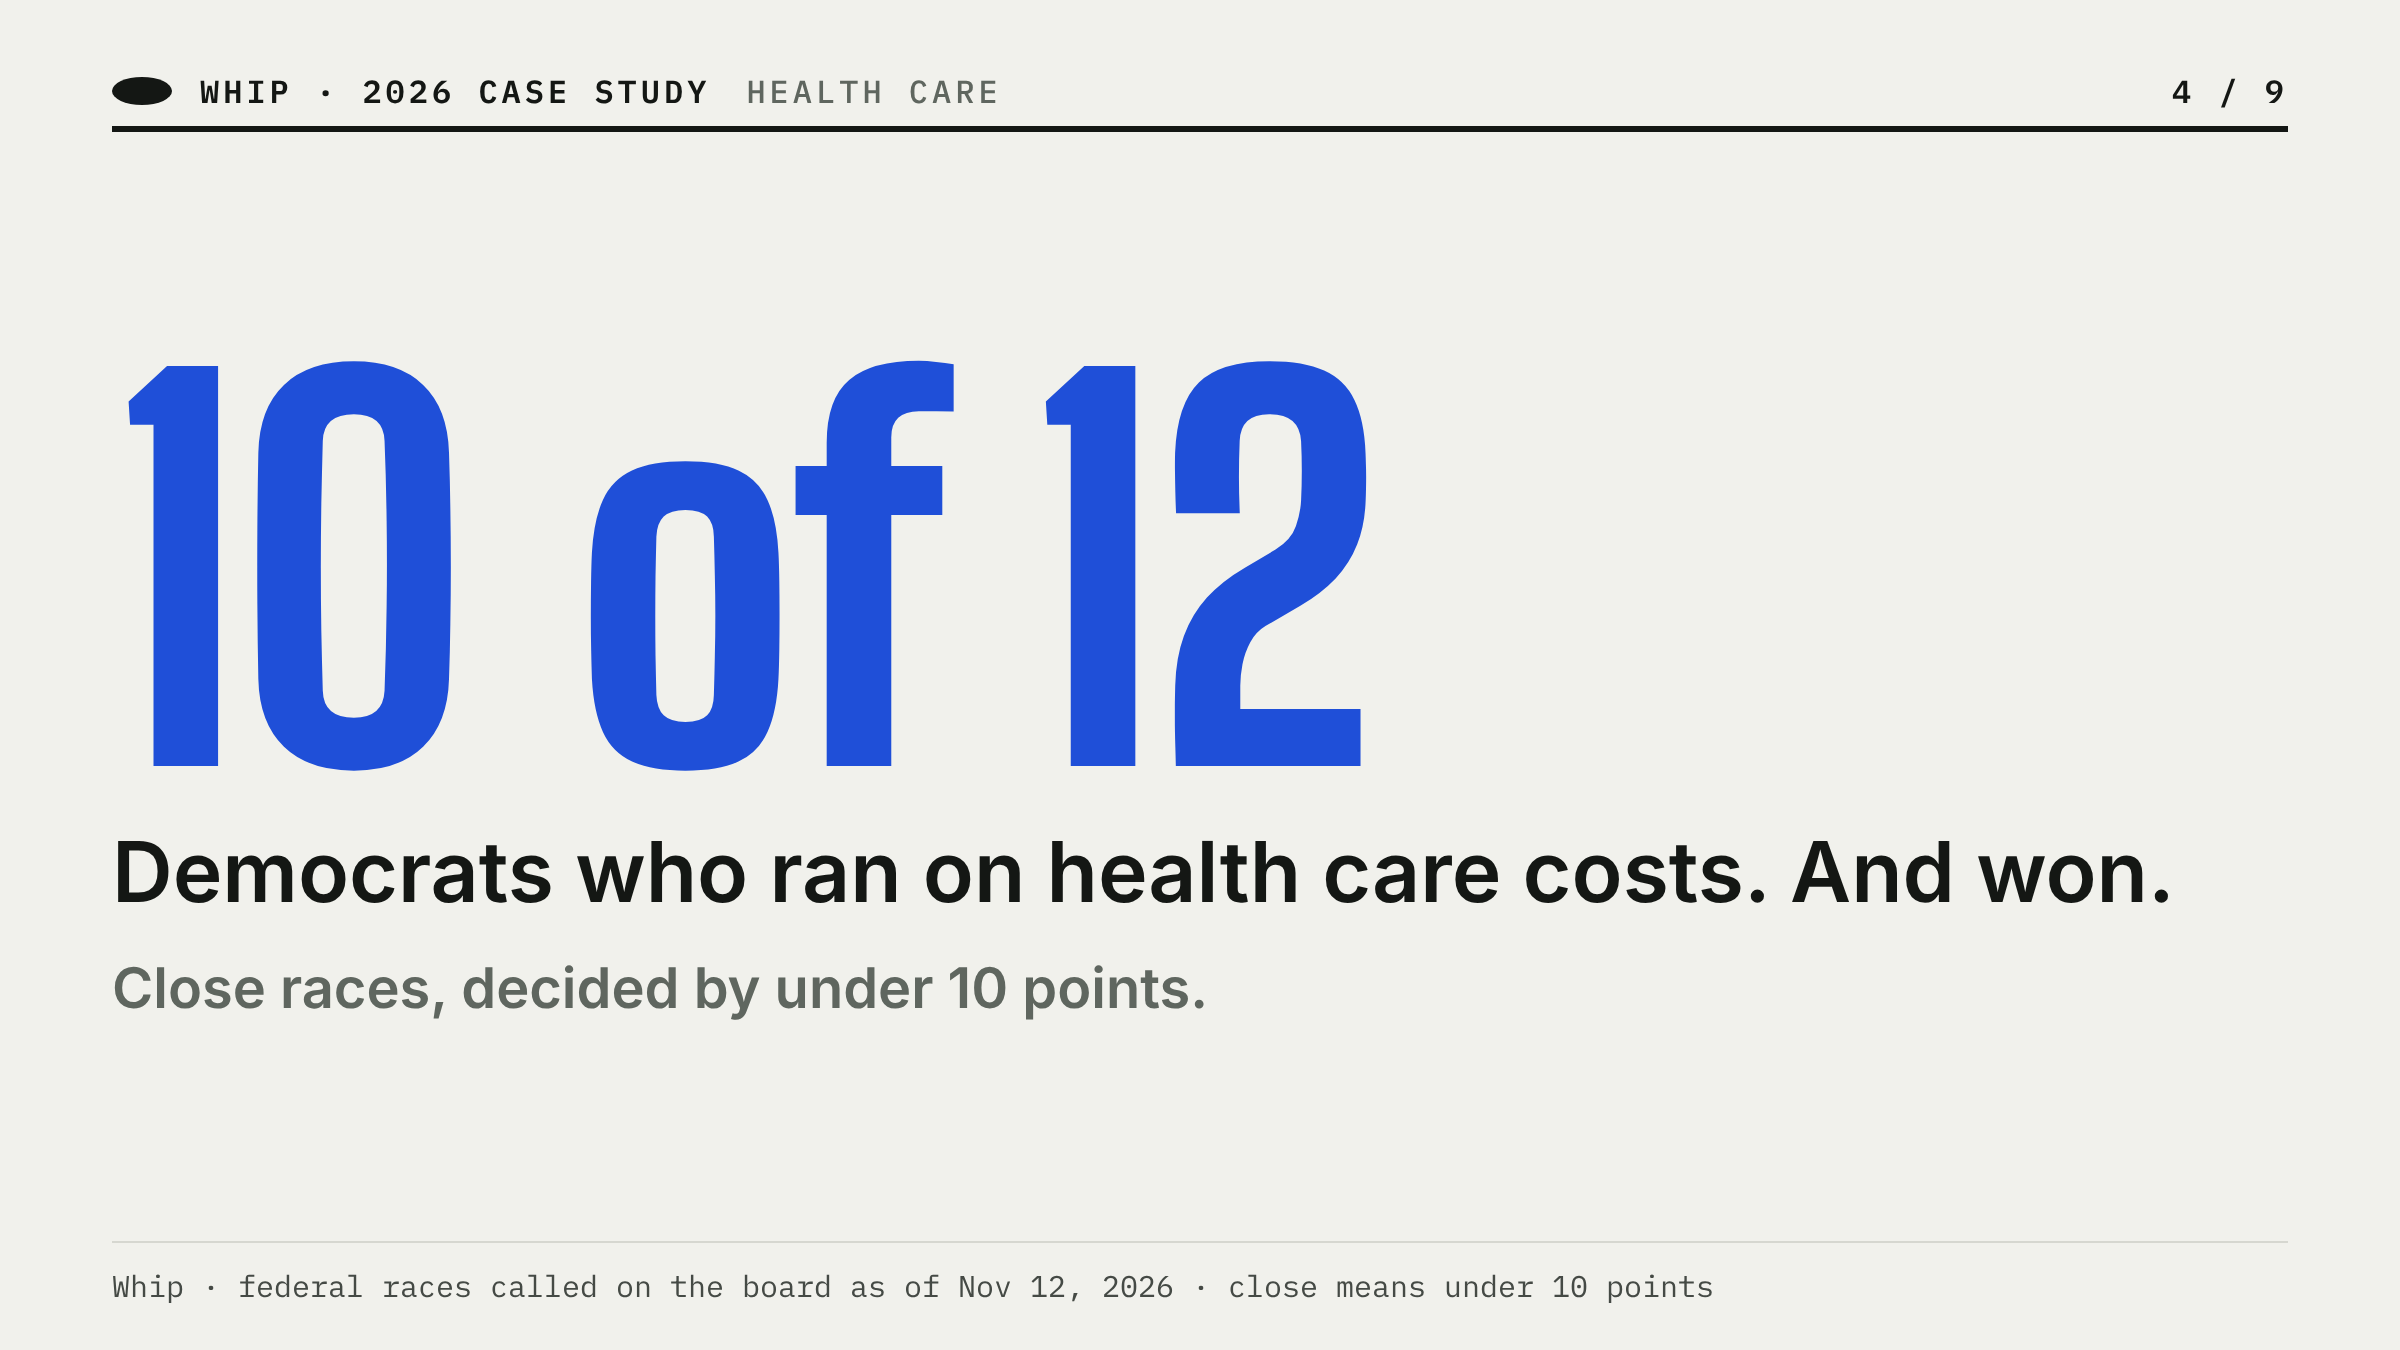 WHIP · 2026 CASE STUDY HEALTH CARE 4 / 9
10 of 12
Democrats who ran on health care costs. And won.
Close races, decided by under 10 points.
Whip · federal races called on the board as of Nov 12, 2026 · close means under 10 points